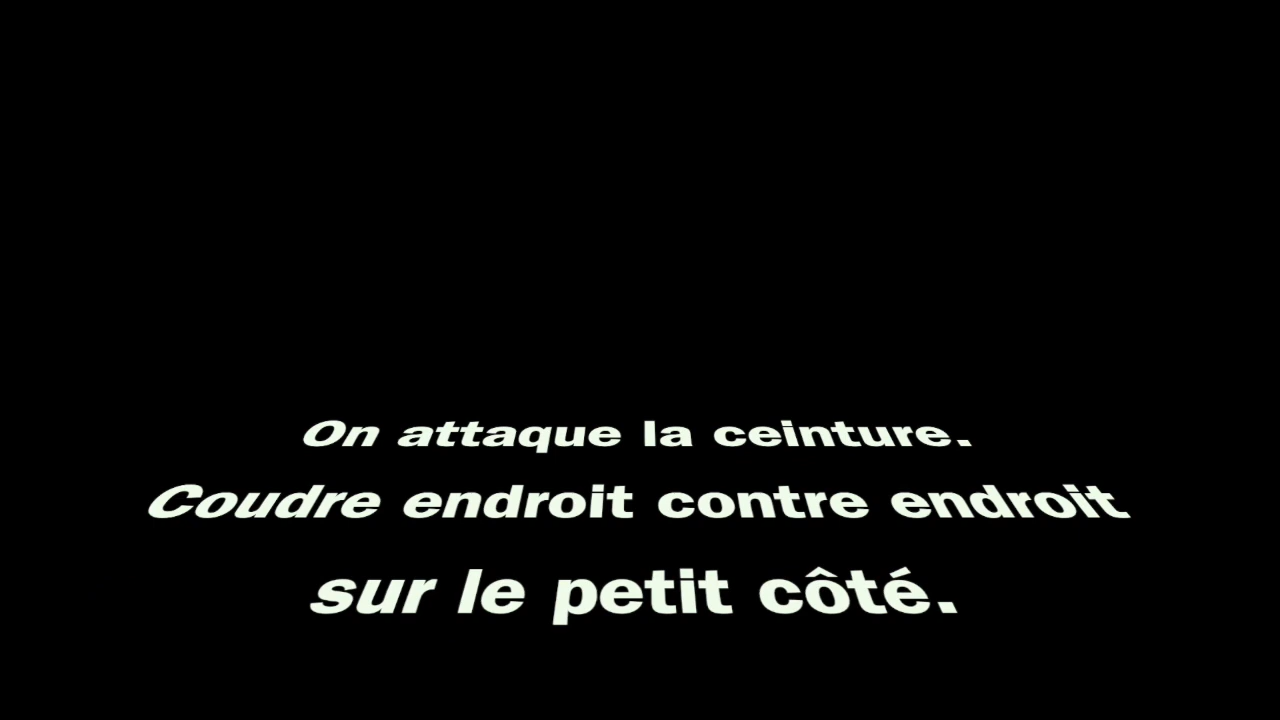 On attaque la ceinture.
Coudre endroit contre endroit
sur le petit côté.